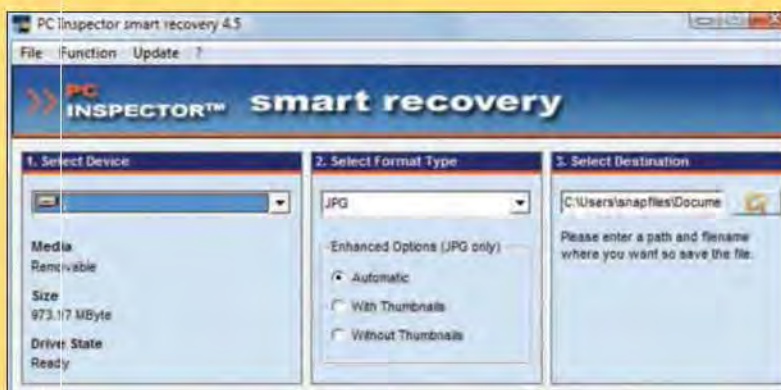 PC Inspector smart recovery 4.5
File Function Update ?
PC
INSPECTOR™ smart recovery
1. Select Device
2. Select Format Type
3. Select Destination
JPG
C:\Users\snapfiles\Docume
Media
Removable
Size
973.17 MByte
Driver State
Ready
Enhanced Options (JPG only)
Automatic
With Thumbnails
Without Thumbnails
Please enter a path and filename
where you want so save the file.